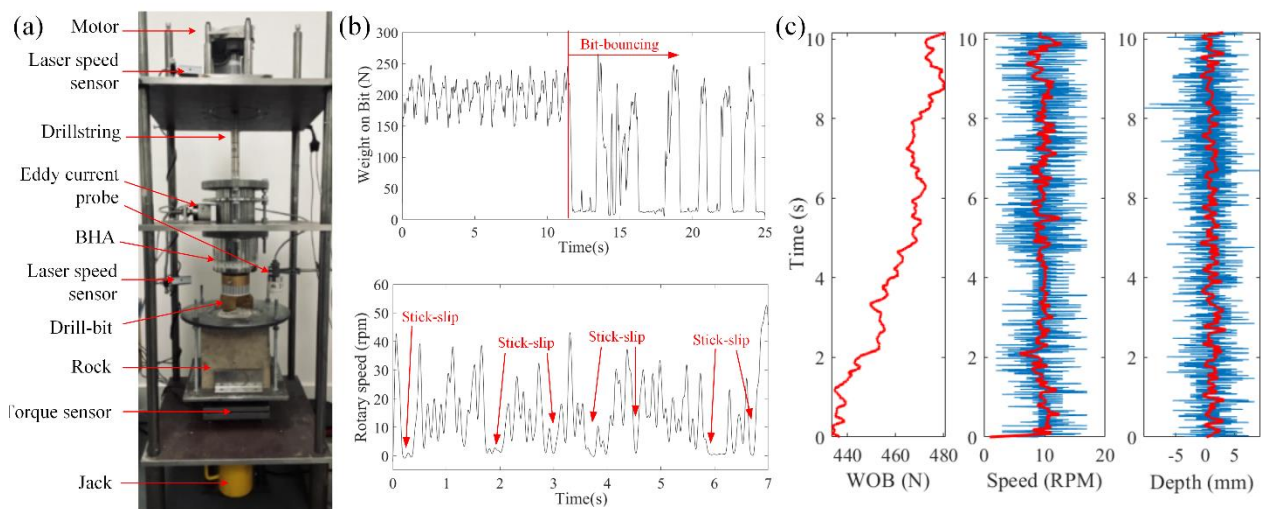 (a)
Motor
Laser speed
sensor
Drillstring
Eddy current
probe
BHA
Laser speed
sensor
Drill-bit
Rock
Torque sensor
Jack
(b)
Bit-bouncing
Weight on Bit (N)
300
250
200
150
100
50
0
0 5 10 15 20 25
Time(s)
Stick-slip
Stick-slip
Stick-slip
Stick-slip
Rotary speed (rpm)
60
50
40
30
20
10
0
0 1 2 3 4 5 6 7
Time(s)
(c)
Time (s)
10
8
6
4
2
0
440 460 480
WOB (N)
10
8
6
4
2
0
0 10 20
Speed (RPM)
10
8
6
4
2
0
-5 0 5
Depth (mm)